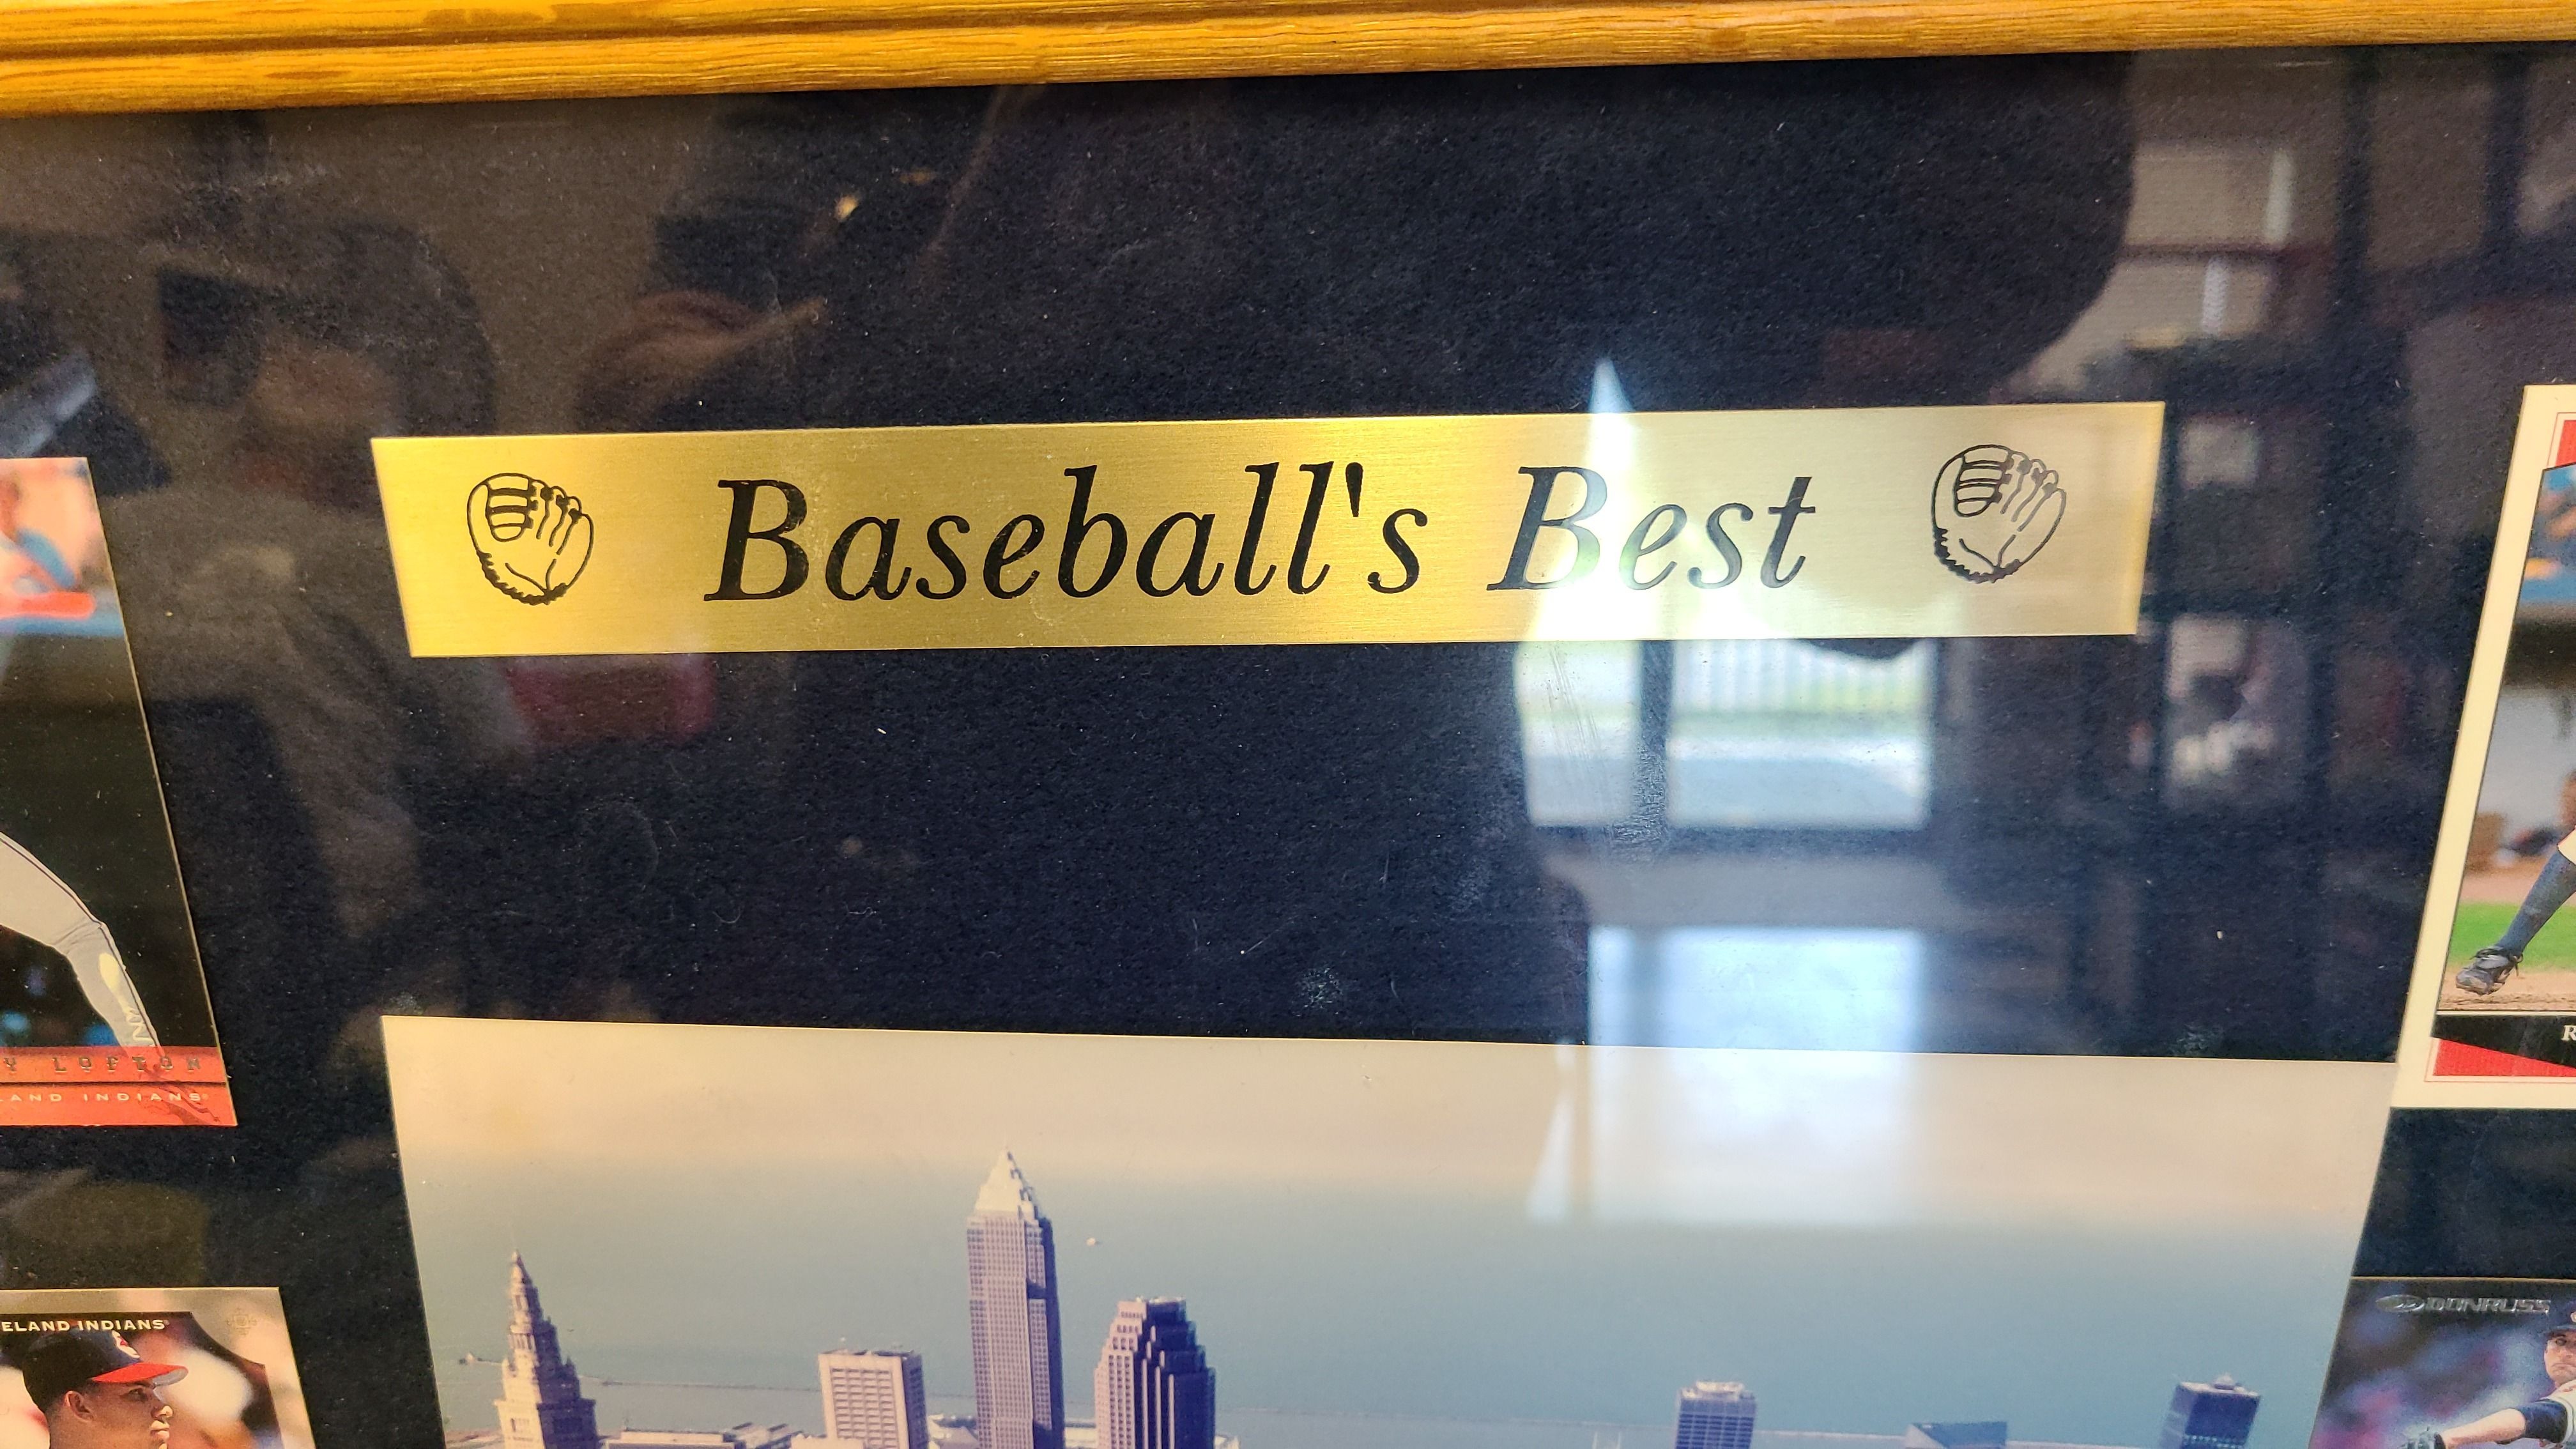 Baseball's Best
Y LOFTON
LAND INDIANS
R
ELAND INDIANS
DONRUSS